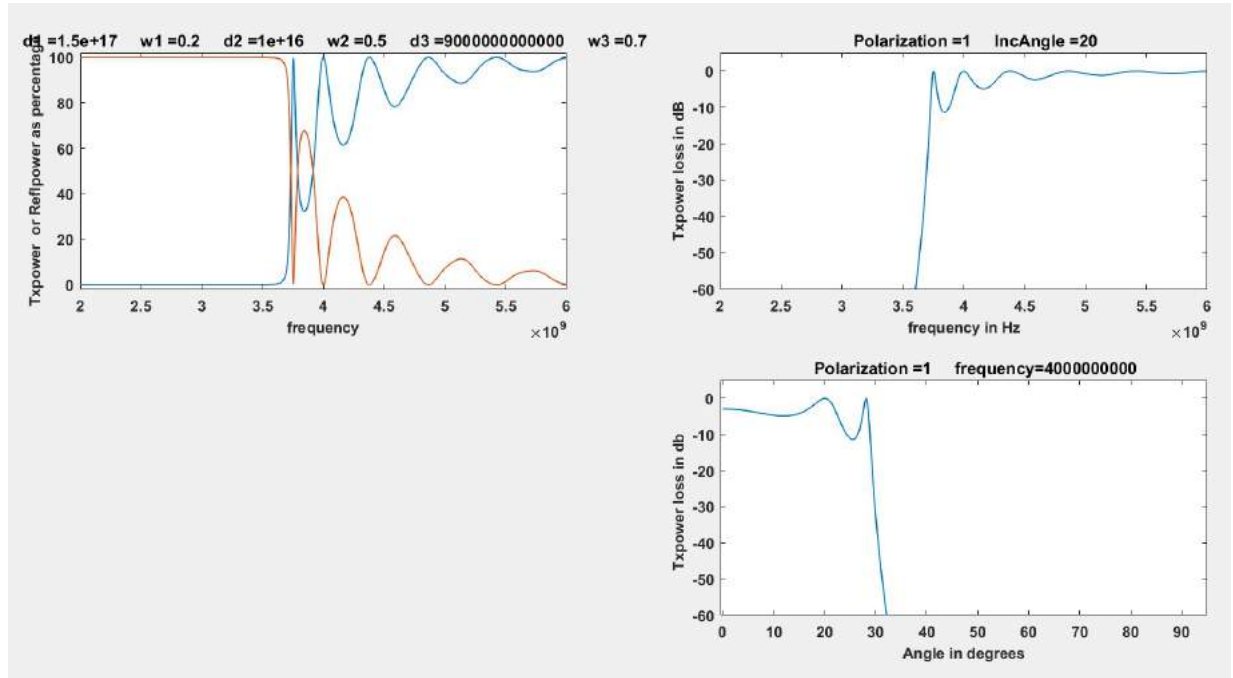 d1 =1.5e+17 w1 =0.2 d2 =1e+16 w2 =0.5 d3 =9000000000000 w3 =0.7
Txpower or Reflpower as percentage
100
80
60
40
20
0
2 2.5 3 3.5 4 4.5 5 5.5 6
frequency
×10⁹
Polarization =1 IncAngle =20
Txpower loss in dB
0
-10
-20
-30
-40
-50
-60
2 2.5 3 3.5 4 4.5 5 5.5 6
frequency in Hz
×10⁹
Polarization =1 frequency=4000000000
Txpower loss in db
0
-10
-20
-30
-40
-50
-60
0 10 20 30 40 50 60 70 80 90
Angle in degrees